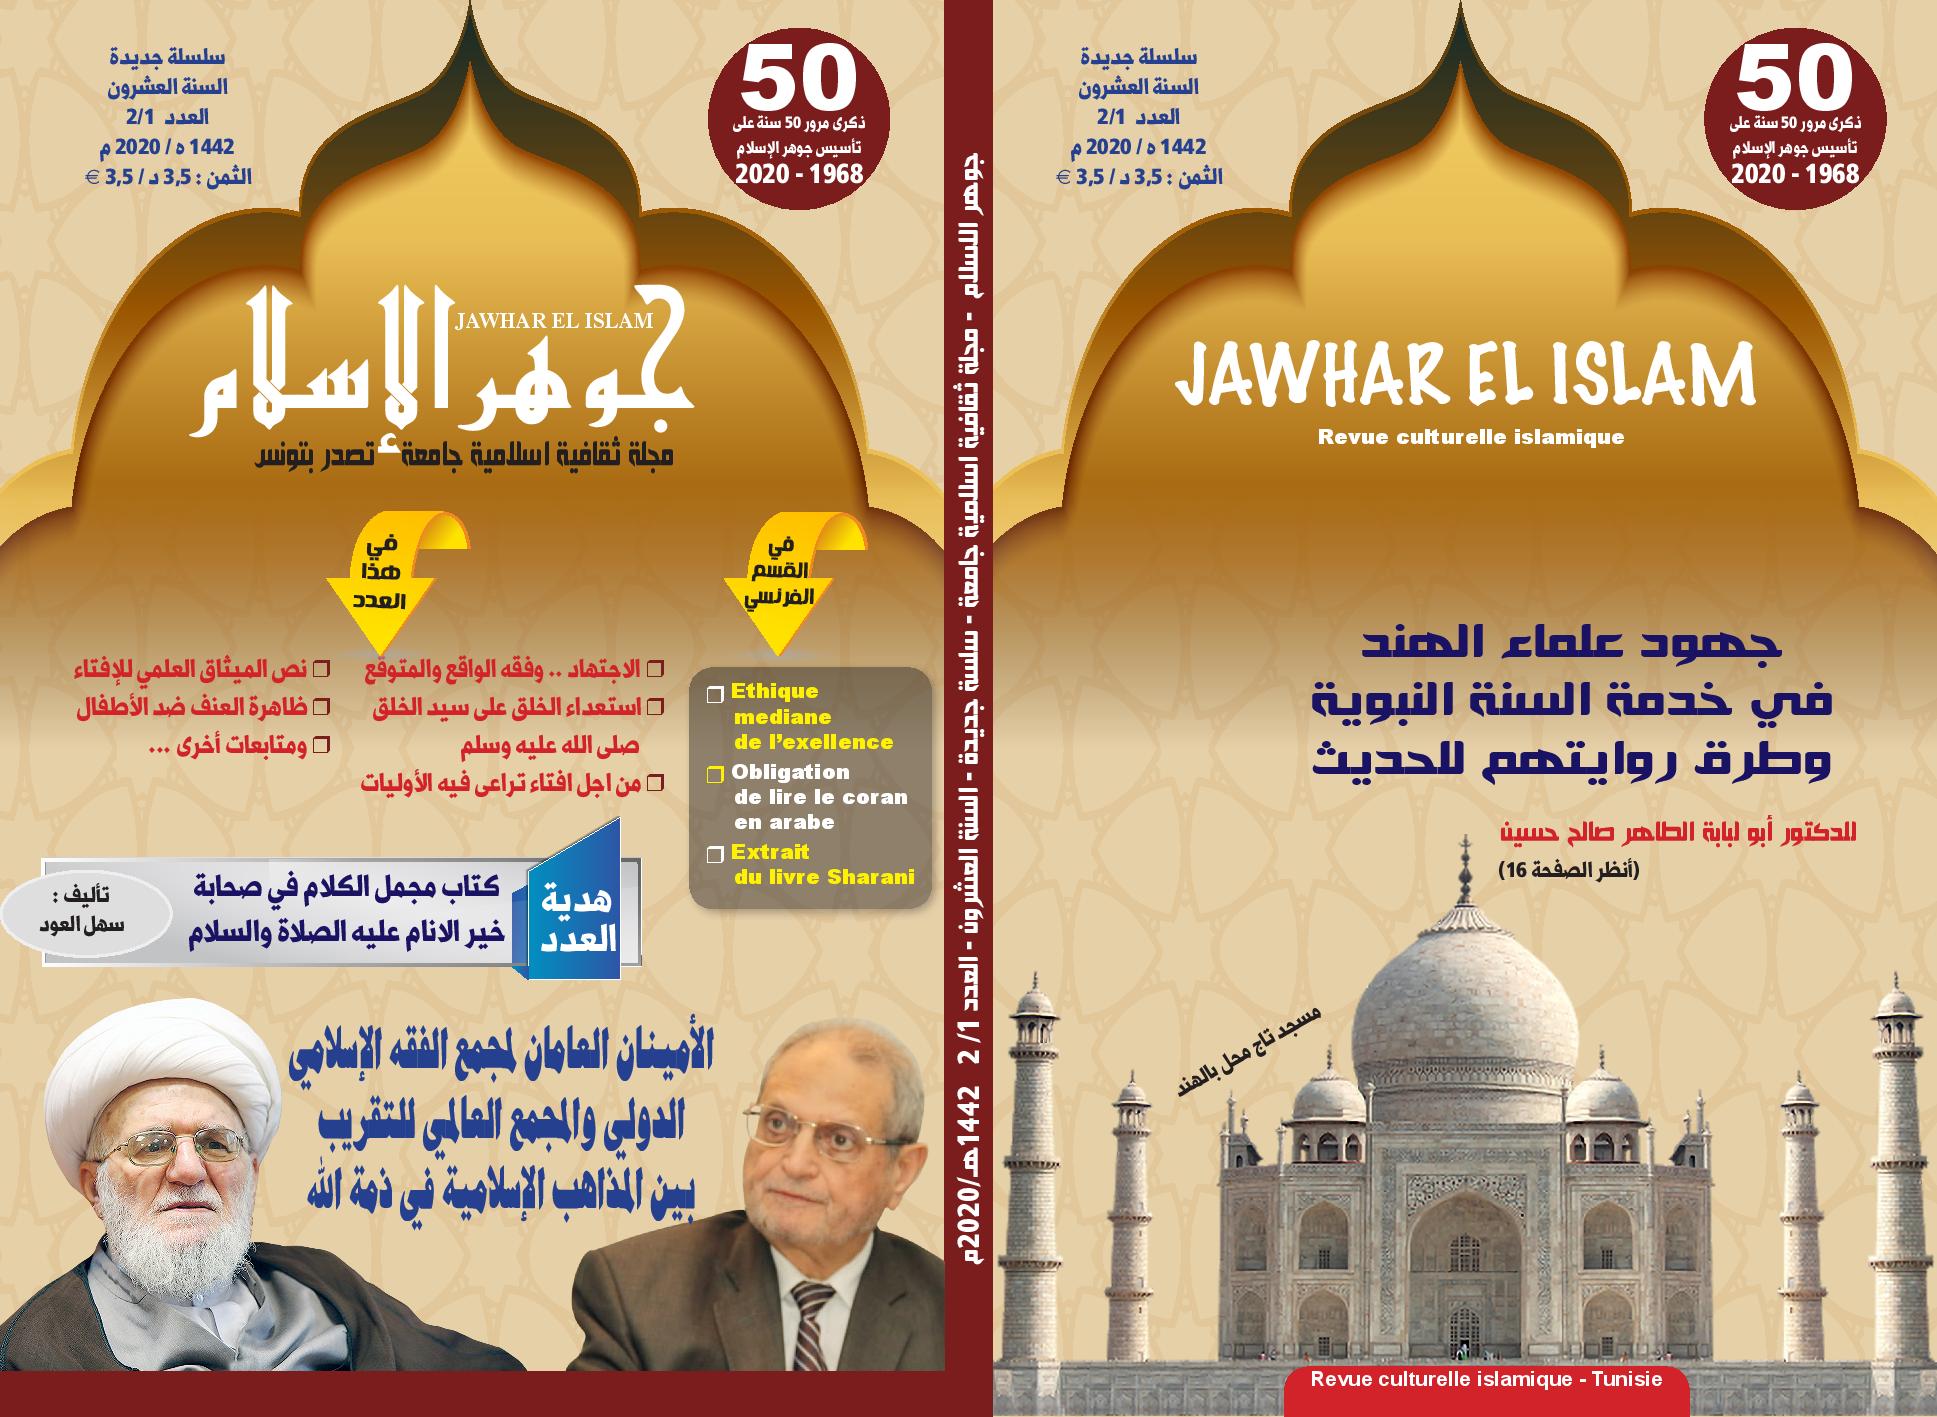 سلسلة جديدة
السنة العشرون
العدد 2/1
1442 ه / 2020 م
الثمن : 3,5 د / 3,5 €
50
ذكرى مرور 50 سنة على
تأسيس جوهر الإسلام
2020 - 1968
JAWHAR EL ISLAM
جوهر الإسلام
مجلة ثقافية اسلامية جامعة تصدر بتونس
في
القسم
الفرنسي
Ethique
mediane
de l'exellence
Obligation
de lire le coran
en arabe
Extrait
du livre Sharani
في
هذا
العدد
الاجتهاد .. وفقه الواقع والمتوقع
استعداء الخلق على سيد الخلق
صلى الله عليه وسلم
من اجل افتاء تراعى فيه الأوليات
نص الميثاق العلمي للإفتاء
ظاهرة العنف ضد الأطفال
ومتابعات أخرى ...
هدية
العدد
كتاب مجمل الكلام في صحابة
خير الانام عليه الصلاة والسلام
تأليف :
سهل العود
الأمينان العامان لمجمع الفقه الإسلامي
الدولي والمجمع العالمي للتقريب
بين المذاهب الإسلامية في ذمة الله
جوهر الاسلام - مجلة ثقافية اسلامية جامعة - سلسة جديدة - السنة العشرون - العدد 1/ 2 1442هـ/2020م
سلسلة جديدة
السنة العشرون
العدد 2/1
1442 ه / 2020 م
الثمن : 3,5 د / 3,5 €
50
ذكرى مرور 50 سنة على
تأسيس جوهر الإسلام
2020 - 1968
JAWHAR EL ISLAM
Revue culturelle islamique
جهود علماء الهند
في خدمة السنة النبوية
وطرق روايتهم للحديث
للدكتور أبو لبابة الطاهر صالح حسين
(أنظر الصفحة 16)
مسجد تاج محل بالهند
Revue culturelle islamique - Tunisie